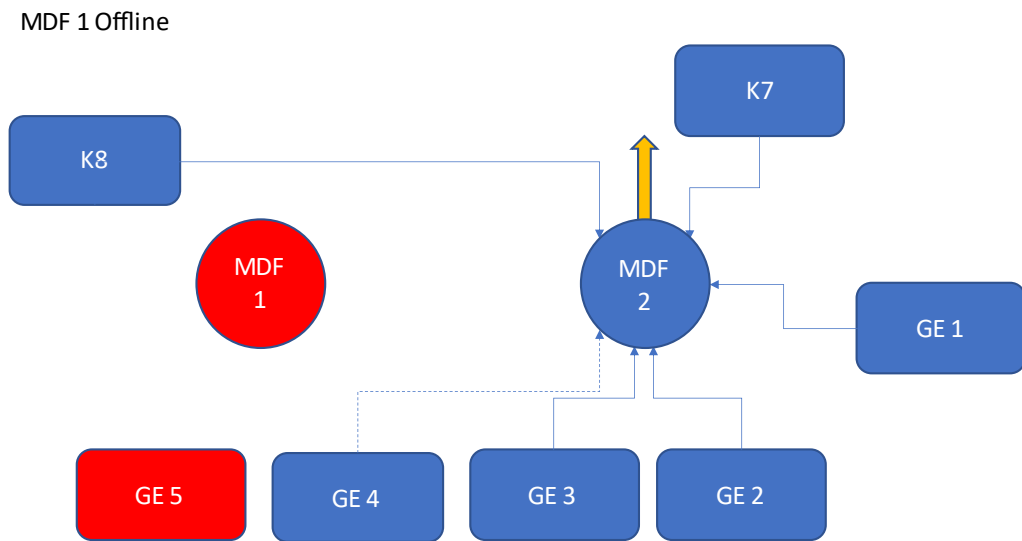 MDF 1 Offline
K7
K8
MDF
1
MDF
2
GE 1
GE 5
GE 4
GE 3
GE 2